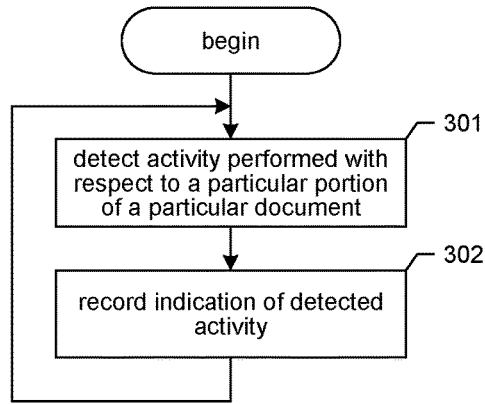 begin
301
detect activity performed with
respect to a particular portion
of a particular document
302
record indication of detected
activity